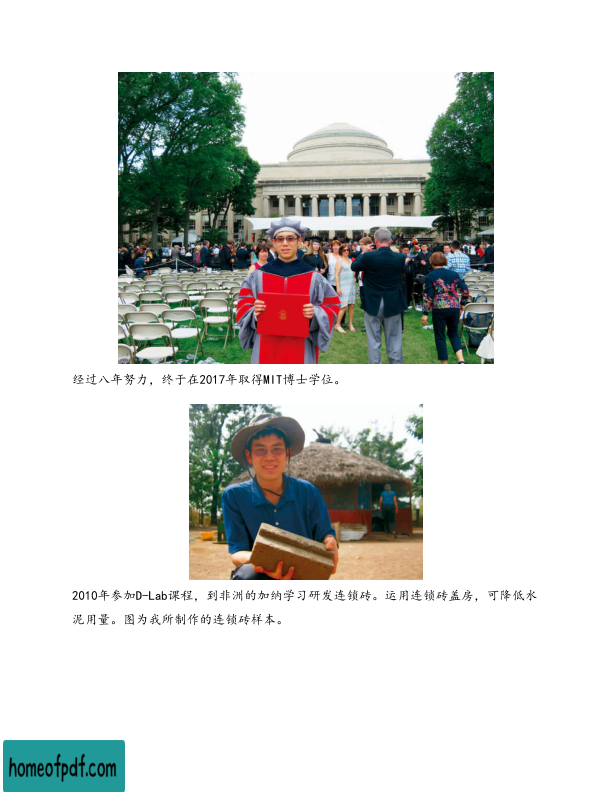 经过八年努力，终于在2017年取得MIT博士学位。
2010年参加D-Lab课程，到非洲的加纳学习研发连锁砖。运用连锁砖盖房，可降低水
泥用量。图为我所制作的连锁砖样本。
homeofpdf.com